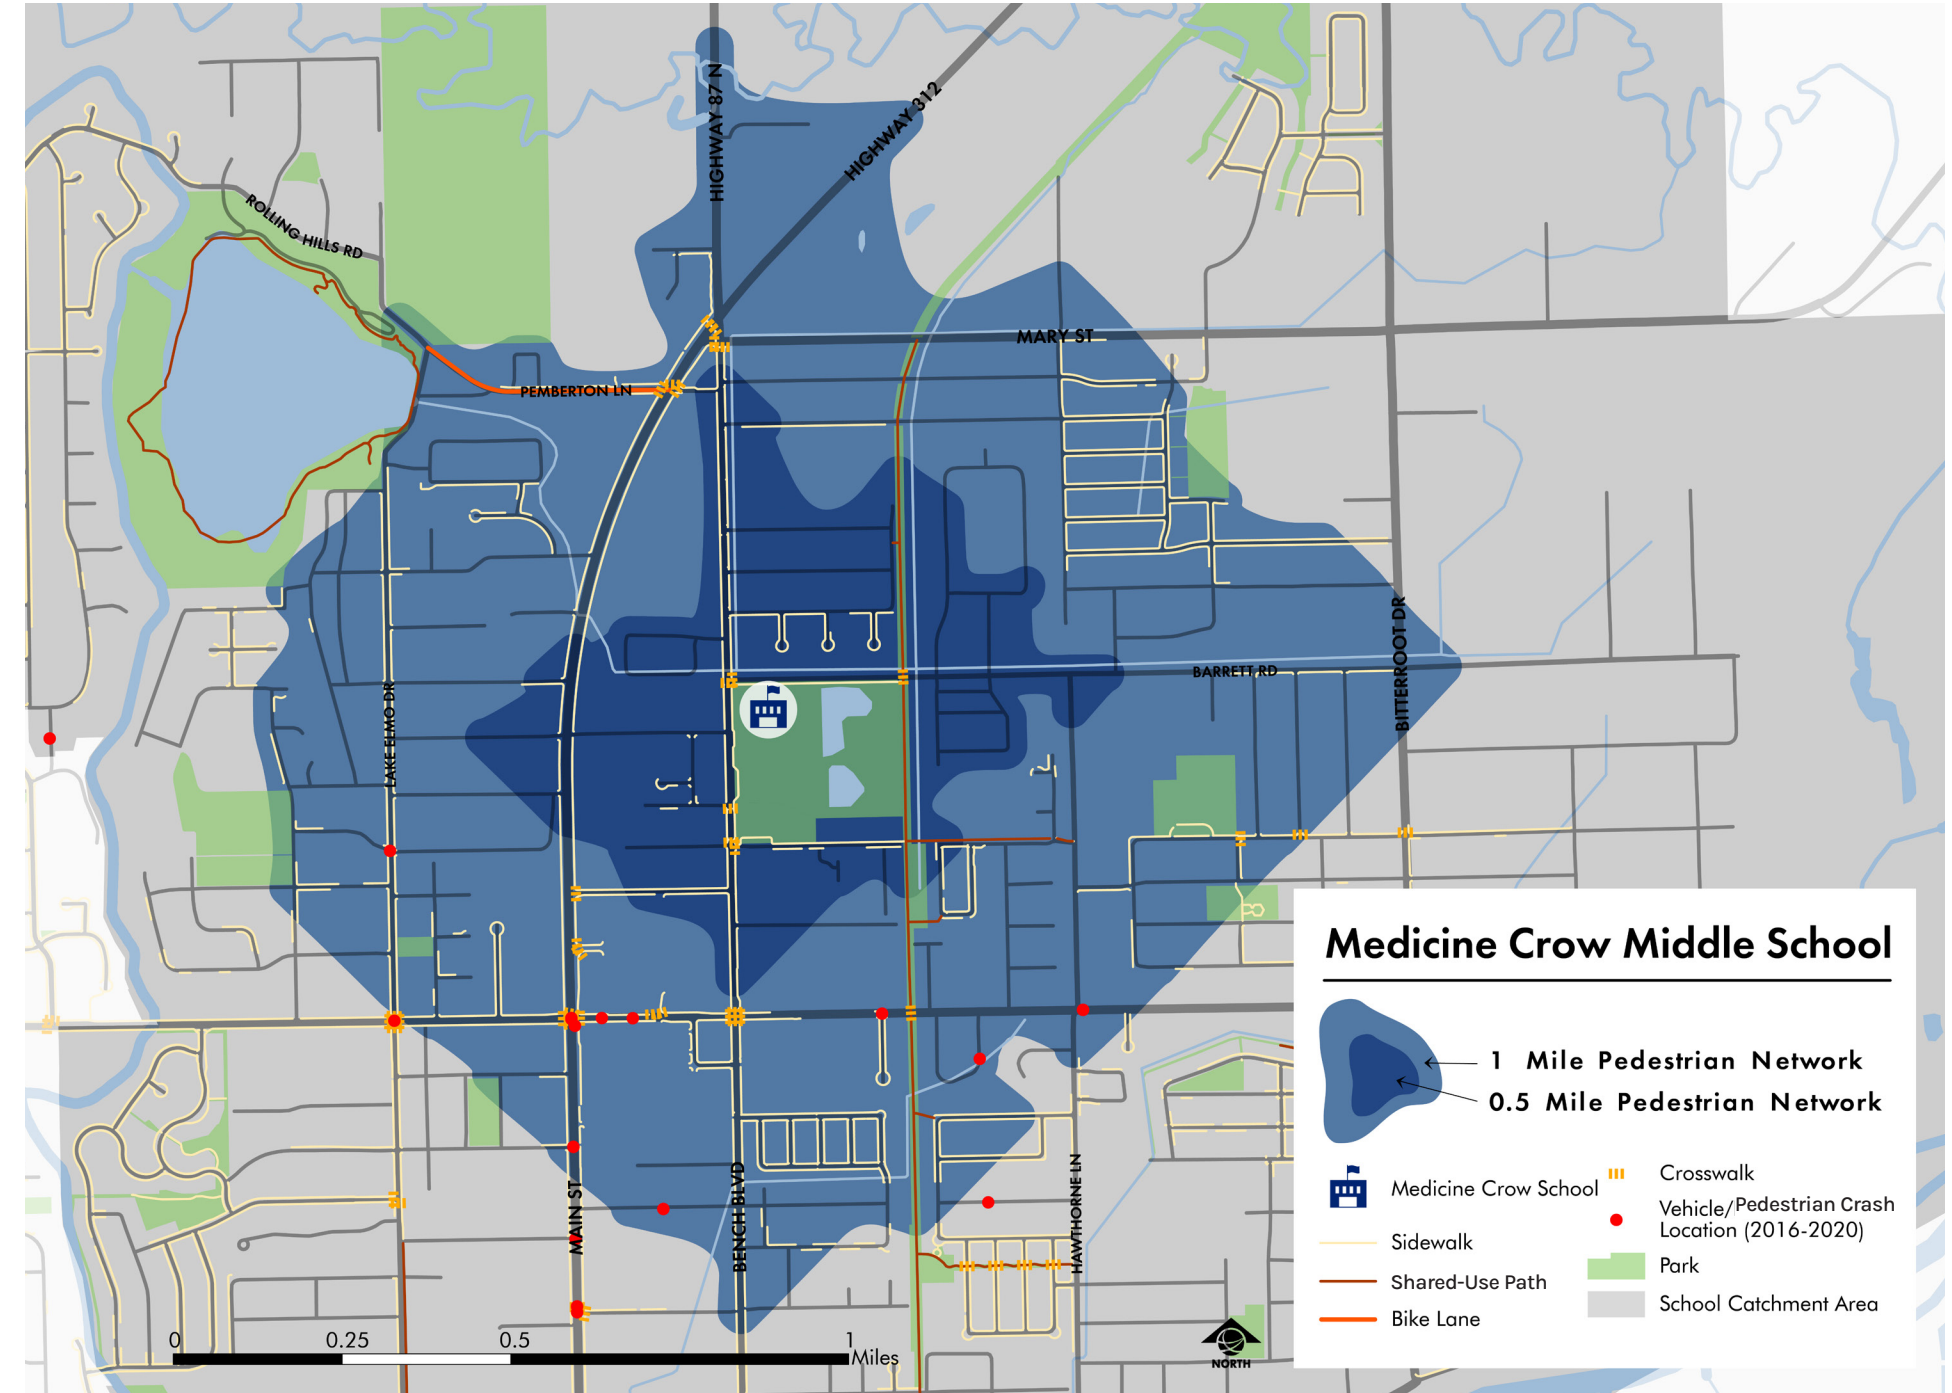 HIGHWAY 87 N
HIGHWAY 312
ROLLING HILLS RD
MARY ST
PEMBERTON LN
BARRETT RD
BITTERROOT DR
LAKE ELMO DR
MAIN ST
BENCH BLVD
HAWTHORNE LN
Medicine Crow Middle School
1 Mile Pedestrian Network
0.5 Mile Pedestrian Network
Medicine Crow School
Sidewalk
Shared-Use Path
Bike Lane
Crosswalk
Vehicle/Pedestrian Crash
Location (2016-2020)
Park
School Catchment Area
0 0.25 0.5 1
Miles
NORTH